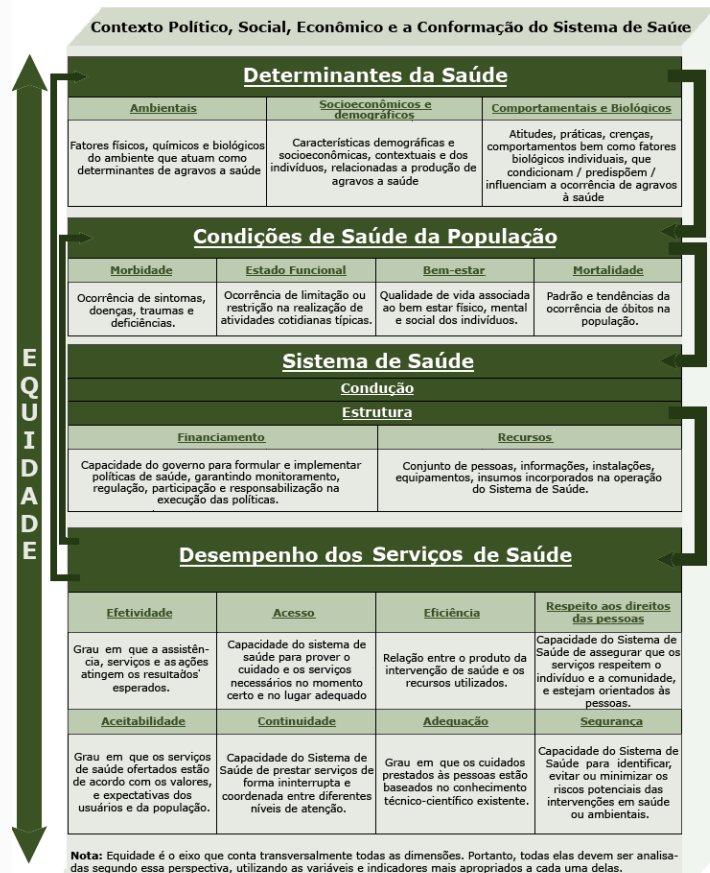 Contexto Político, Social, Econômico e a Conformação do Sistema de Saúxe
Determinantes da Saúde
Ambientais
Socioeconômicos e
demográficos
Comportamentais e Biológicos
Fatores físicos, químicos e biológicos
do ambiente que atuam como
determinantes de agravos a saúde
Características demográficas e
socioeconômicas, contextuais e dos
indivíduos, relacionadas a produção de
agravos a saúde
Atitudes, práticas, crenças,
comportamentos bem como fatores
biológicos individuais, que
condicionam / predispõem /
influenciam a ocorrência de agravos
à saúde
Condições de Saúde da População
Morbidade
Estado Funcional
Bem-estar
Mortalidade
Ocorrência de sintomas,
doenças, traumas e
deficiências.
Ocorrência de limitação ou
restrição na realização de
atividades cotidianas típicas.
Qualidade de vida associada
ao bem estar físico, mental
e social dos indivíduos.
Padrão e tendências da
ocorrência de óbitos na
população.
Sistema de Saúde
Condução
Estrutura
Financiamento
Recursos
Capacidade do governo para formular e implementar
políticas de saúde, garantindo monitoramento,
regulação, participação e responsabilização na
execução das políticas.
Conjunto de pessoas, informações, instalações,
equipamentos, insumos incorporados na operação
do Sistema de Saúde.
Desempenho dos Serviços de Saúde
Efetividade
Acesso
Eficiência
Respeito aos direitos
das pessoas
Grau em que a assistên-
cia, serviços e as ações
atingem os resultados'
esperados.
Capacidade do sistema de
saúde para prover o
cuidado e os serviços
necessários no momento
certo e no lugar adequado
Relação entre o produto da
intervenção de saúde e os
recursos utilizados.
Capacidade do Sistema de
Saúde de assegurar que os
serviços respeitem o
indivíduo e a comunidade,
e estejam orientados às
pessoas.
Aceitabilidade
Continuidade
Adequação
Segurança
Grau em que os serviços
de saúde ofertados estão
de acordo com os valores,
e expectativas dos
usuários e da população.
Capacidade do Sistema de
Saúde de prestar serviços de
forma ininterrupta e
coordenada entre diferentes
níveis de atenção.
Grau em que os cuidados
prestados às pessoas estão
baseados no conhecimento
técnico-científico existente.
Capacidade do Sistema de
Saúde para identificar,
evitar ou minimizar os
riscos potenciais das
intervenções em saúde
ou ambientais.
EQUIDADE
Nota: Equidade é o eixo que conta transversalmente todas as dimensões. Portanto, todas elas devem ser analisa-
das segundo essa perspectiva, utilizando as variáveis e indicadores mais apropriados a cada uma delas.